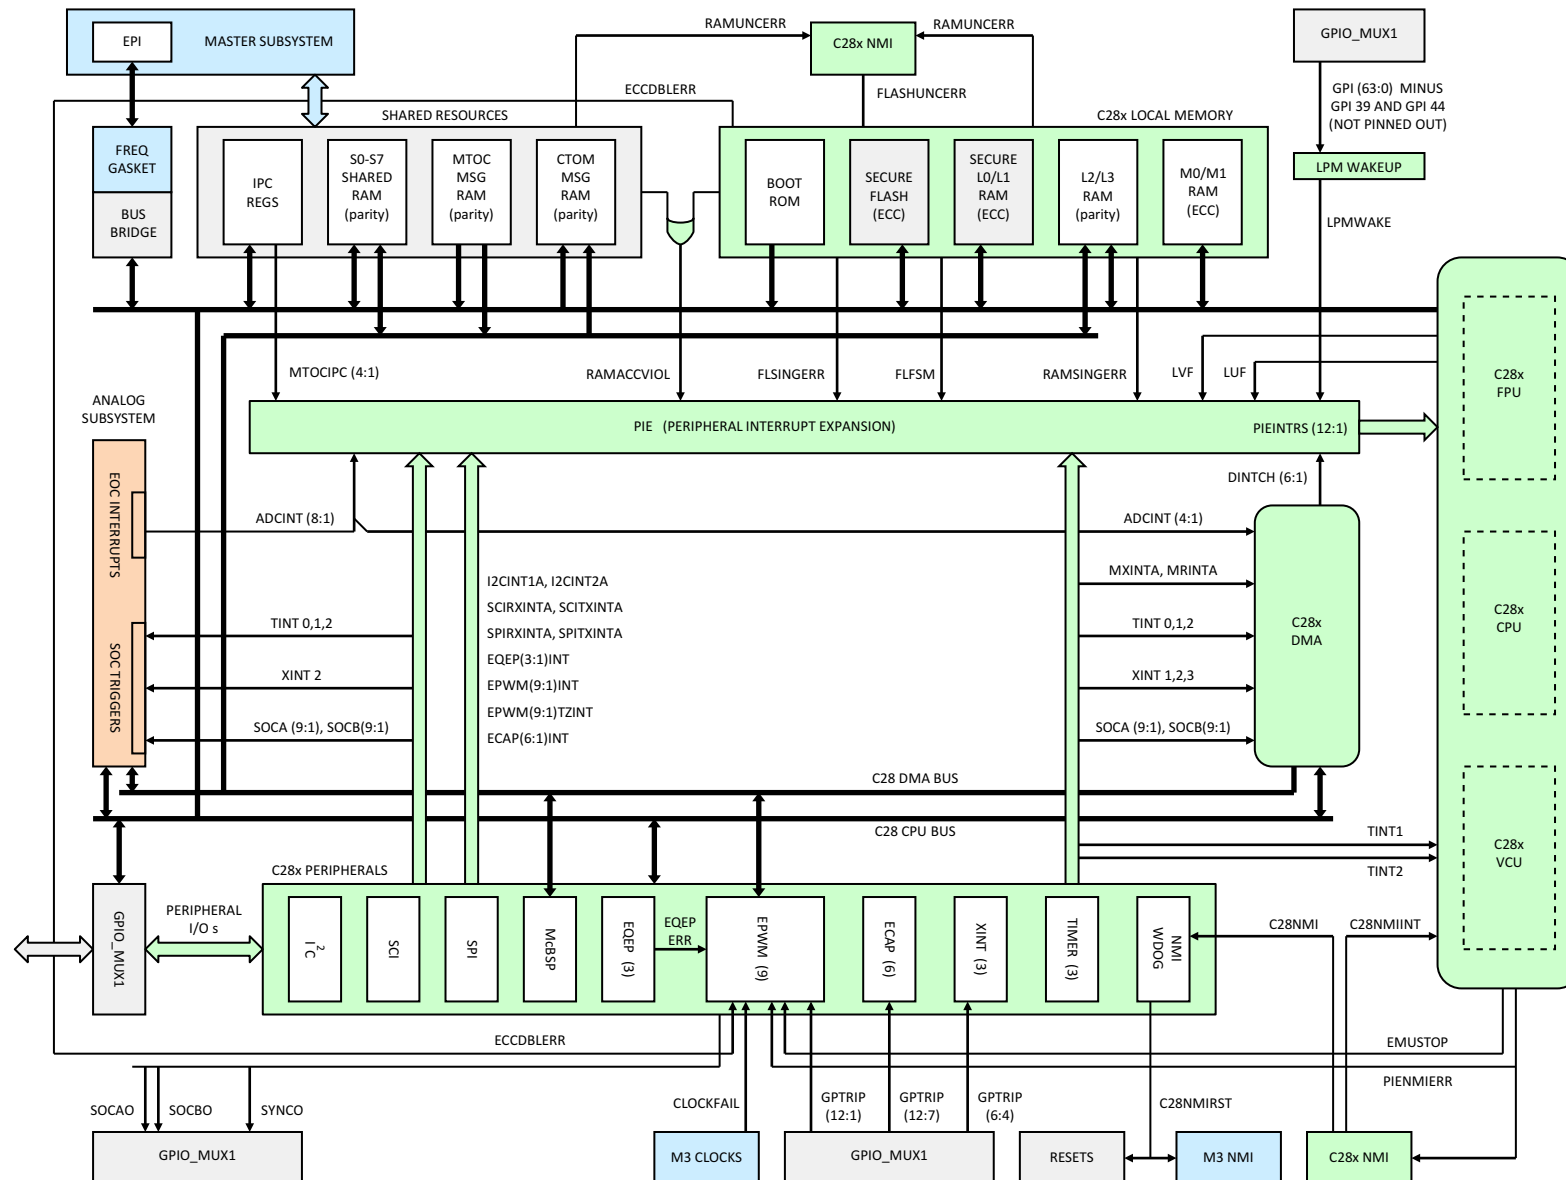 EPI
MASTER SUBSYSTEM
RAMUNCERR
C28x NMI
RAMUNCERR
GPIO_MUX1
ECCDBLERR
FLASHUNCERR
GPI (63:0) MINUS
GPI 39 AND GPI 44
(NOT PINNED OUT)
SHARED RESOURCES
C28x LOCAL MEMORY
FREQ
GASKET
BUS
BRIDGE
IPC
REGS
S0-S7
SHARED
RAM
(parity)
MTOC
MSG
RAM
(parity)
CTOM
MSG
RAM
(parity)
BOOT
ROM
SECURE
FLASH
(ECC)
SECURE
L0/L1
RAM
(ECC)
L2/L3
RAM
(parity)
M0/M1
RAM
(ECC)
LPM WAKEUP
LPMWAKE
MTOCIPC (4:1)
RAMACCVIOL
FLSINGERR
FLFSM
RAMSINGERR
LVF
LUF
C28x
FPU
ANALOG
SUBSYSTEM
PIE (PERIPHERAL INTERRUPT EXPANSION)
PIEINTRS (12:1)
DINTCH (6:1)
EOC INTERRUPTS
ADCINT (8:1)
ADCINT (4:1)
I2CINT1A, I2CINT2A
SCIRXINTA, SCITXINTA
SPIRXINTA, SPITXINTA
EQEP(3:1)INT
EPWM(9:1)INT
EPWM(9:1)TZINT
ECAP(6:1)INT
MXINTA, MRINTA
SOC TRIGGERS
TINT 0,1,2
TINT 0,1,2
C28x
DMA
C28x
CPU
XINT 2
XINT 1,2,3
SOCA (9:1), SOCB(9:1)
SOCA (9:1), SOCB(9:1)
C28 DMA BUS
C28 CPU BUS
TINT1
TINT2
C28x
VCU
C28x PERIPHERALS
GPIO_MUX1
PERIPHERAL
I/O s
I2C
SCI
SPI
McBSP
EQEP (3)
EQEP
ERR
EPWM (9)
ECAP (6)
XINT (3)
TIMER (3)
NMI
WDOG
C28NMI
C28NMIINT
ECCDBLERR
EMUSTOP
PIENMIERR
SOCAO
SOCBO
SYNCO
CLOCKFAIL
GPTRIP
(12:1)
GPTRIP
(12:7)
GPTRIP
(6:4)
C28NMIRST
GPIO_MUX1
M3 CLOCKS
GPIO_MUX1
RESETS
M3 NMI
C28x NMI